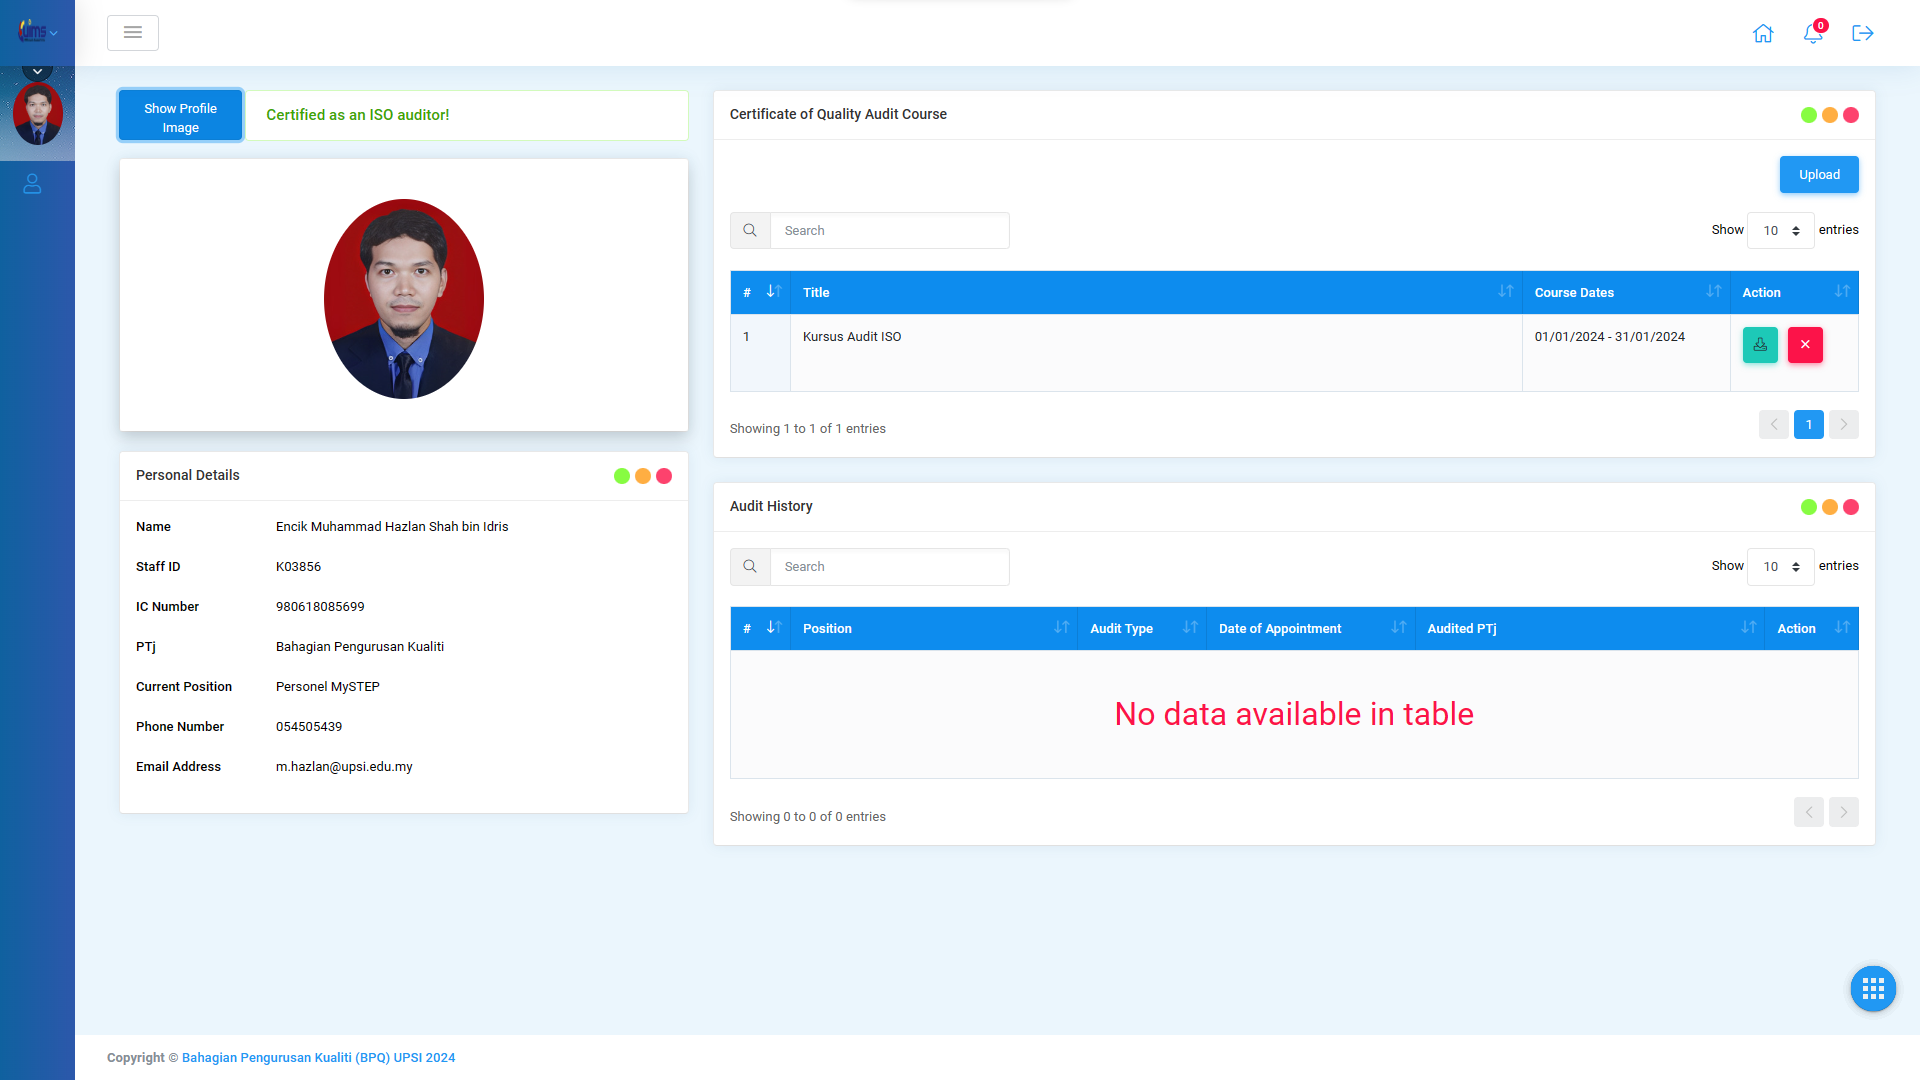 uims
0
Show Profile
Image
Certified as an ISO auditor!
Personal Details
Name Encik Muhammad Hazlan Shah bin Idris
Staff ID K03856
IC Number 980618085699
PTj Bahagian Pengurusan Kualiti
Current Position Personel MySTEP
Phone Number 054505439
Email Address m.hazlan@upsi.edu.my
Certificate of Quality Audit Course
Upload
Search Show 10 entries
# Title Course Dates Action
1 Kursus Audit ISO 01/01/2024 - 31/01/2024
Showing 1 to 1 of 1 entries 1
Audit History
Search Show 10 entries
# Position Audit Type Date of Appointment Audited PTj Action
No data available in table
Showing 0 to 0 of 0 entries
Copyright © Bahagian Pengurusan Kualiti (BPQ) UPSI 2024